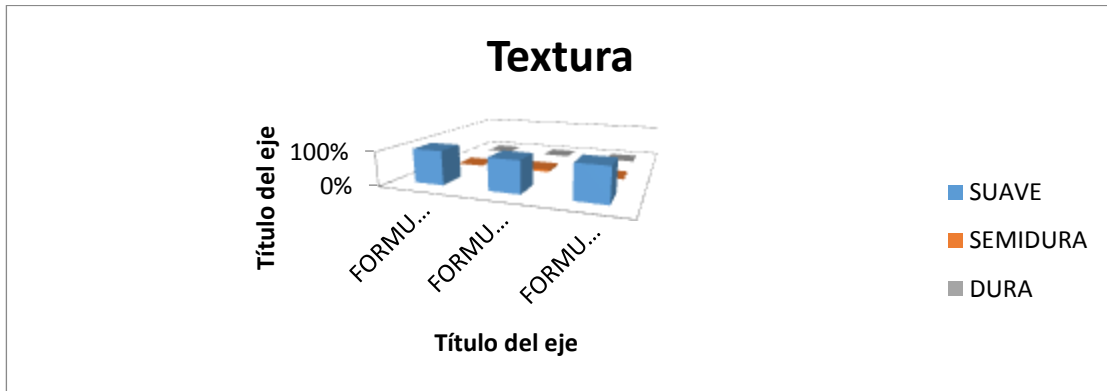 Textura
Título del eje
100%
0%
FORMU...
FORMU...
FORMU...
Título del eje
SUAVE
SEMIDURA
DURA